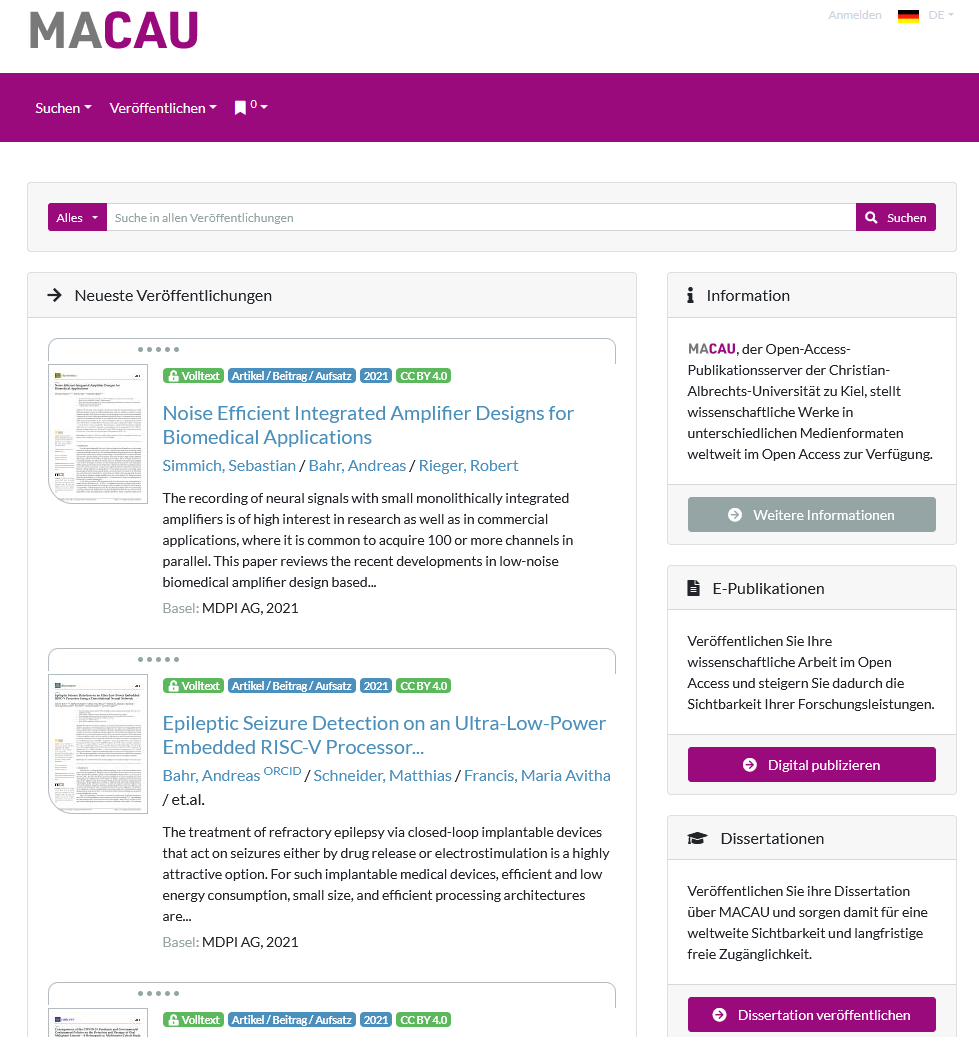 MACAU
Anmelden DE
Suchen Veröffentlichen 0
Alles Suche in allen Veröffentlichungen Suchen
Neueste Veröffentlichungen
Volltext Artikel / Beitrag / Aufsatz 2021 CC BY 4.0
Noise Efficient Integrated Amplifier Designs for
Biomedical Applications
Simmich, Sebastian / Bahr, Andreas / Rieger, Robert
The recording of neural signals with small monolithically integrated
amplifiers is of high interest in research as well as in commercial
applications, where it is common to acquire 100 or more channels in
parallel. This paper reviews the recent developments in low-noise
biomedical amplifier design based...
Basel: MDPI AG, 2021
Volltext Artikel / Beitrag / Aufsatz 2021 CC BY 4.0
Epileptic Seizure Detection on an Ultra-Low-Power
Embedded RISC-V Processor...
Bahr, Andreas ORCID / Schneider, Matthias / Francis, Maria Avitha
/ et.al.
The treatment of refractory epilepsy via closed-loop implantable devices
that act on seizures either by drug release or electrostimulation is a highly
attractive option. For such implantable medical devices, efficient and low
energy consumption, small size, and efficient processing architectures
are...
Basel: MDPI AG, 2021
Volltext Artikel / Beitrag / Aufsatz 2021 CC BY 4.0
Information
MACAU, der Open-Access-
Publikationsserver der Christian-
Albrechts-Universität zu Kiel, stellt
wissenschaftliche Werke in
unterschiedlichen Medienformaten
weltweit im Open Access zur Verfügung.
Weitere Informationen
E-Publikationen
Veröffentlichen Sie Ihre
wissenschaftliche Arbeit im Open
Access und steigern Sie dadurch die
Sichtbarkeit Ihrer Forschungsleistungen.
Digital publizieren
Dissertationen
Veröffentlichen Sie ihre Dissertation
über MACAU und sorgen damit für eine
weltweite Sichtbarkeit und langfristige
freie Zugänglichkeit.
Dissertation veröffentlichen